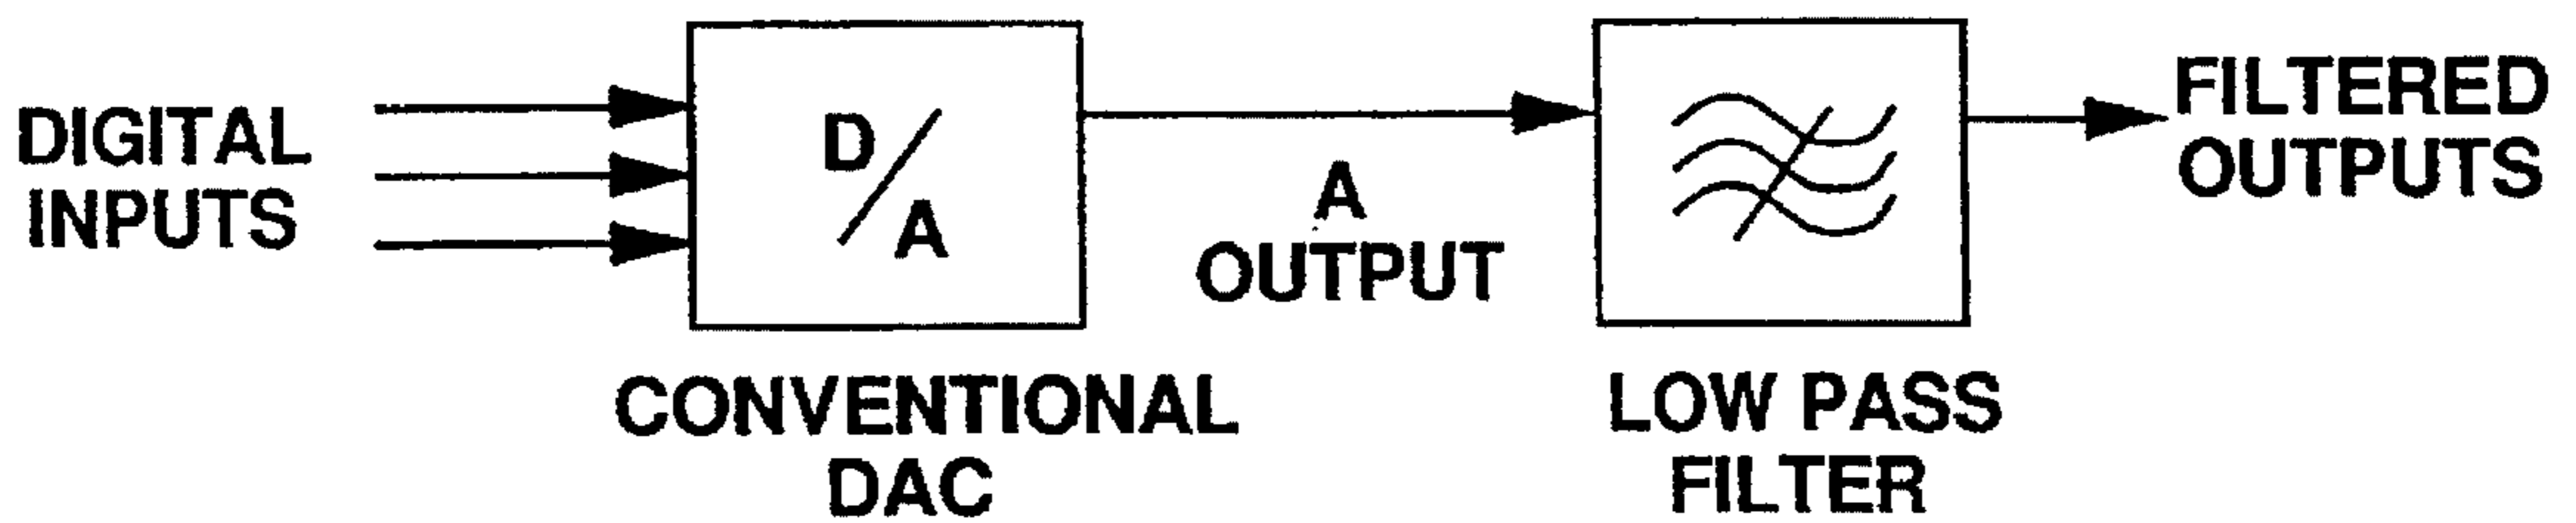 DIGITAL
INPUTS
D/A
CONVENTIONAL
DAC
A
OUTPUT
LOW PASS
FILTER
FILTERED
OUTPUTS